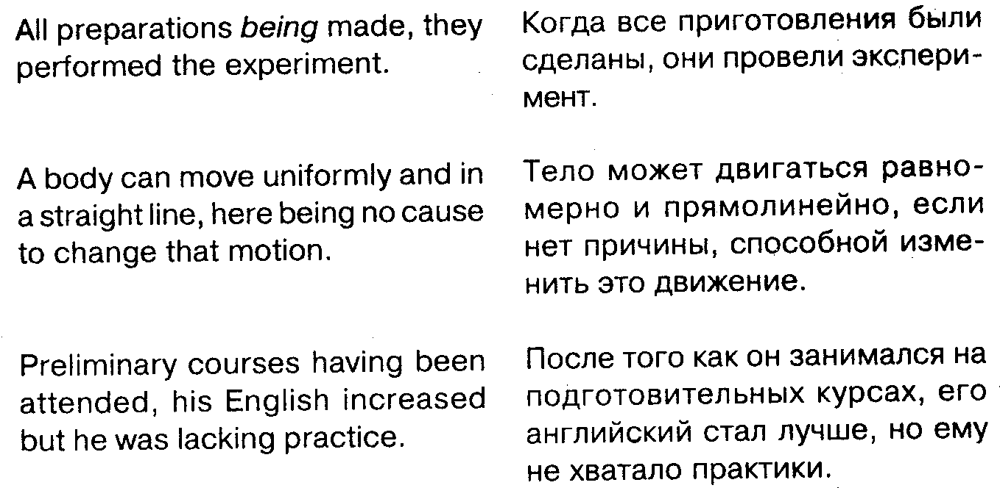 All preparations being made, they
performed the experiment.
Когда все приготовления были
сделаны, они провели экспери-
мент.
A body can move uniformly and in
a straight line, here being no cause
to change that motion.
Тело может двигаться равно-
мерно и прямолинейно, если
нет причины, способной изме-
нить это движение.
Preliminary courses having been
attended, his English increased
but he was lacking practice.
После того как он занимался на
подготовительных курсах, его
английский стал лучше, но ему
не хватало практики.